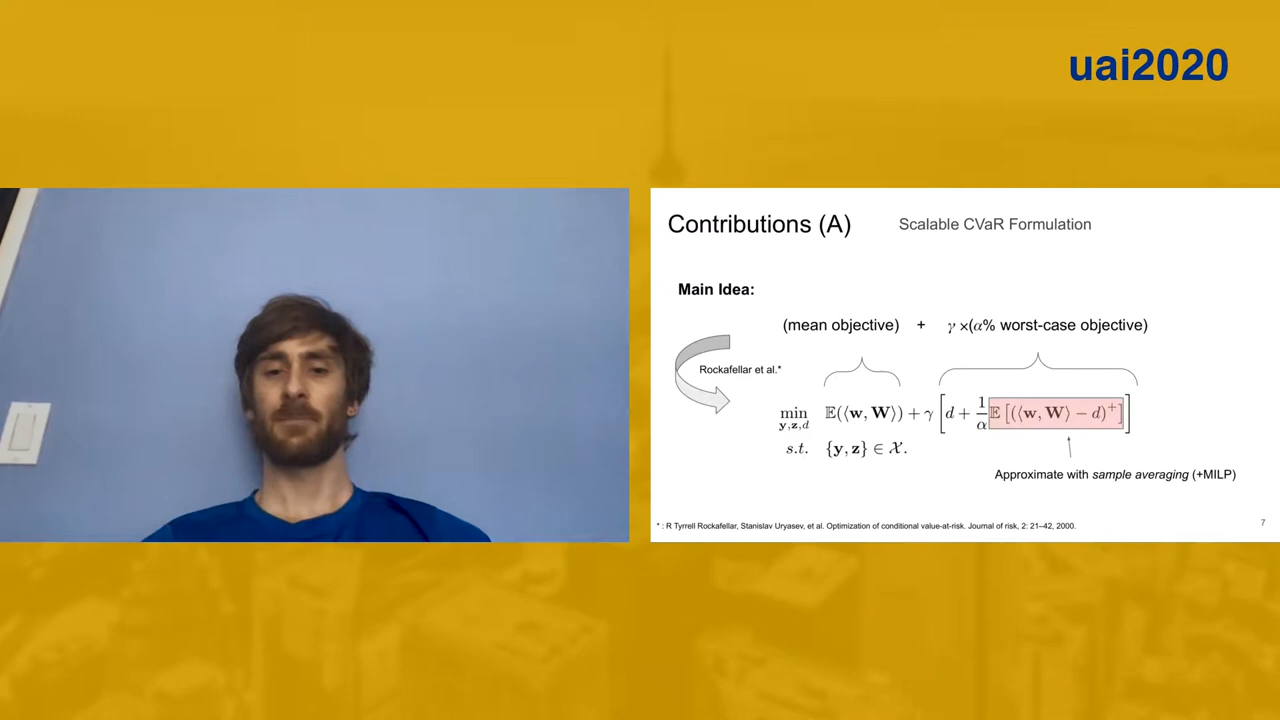 uai2020
Contributions (A) Scalable CVaR Formulation
Main Idea:
(mean objective) + γ ×(α% worst-case objective)
Rockafellar et al.*
min 𝔼(⟨w, W⟩) + γ [d + 1/α 𝔼 [(⟨w, W⟩ − d)⁺]]
y,z,d
s.t. {y, z} ∈ 𝒳.
Approximate with sample averaging (+MILP)
* : R Tyrrell Rockafellar, Stanislav Uryasev, et al. Optimization of conditional value-at-risk. Journal of risk, 2: 21–42, 2000.
7